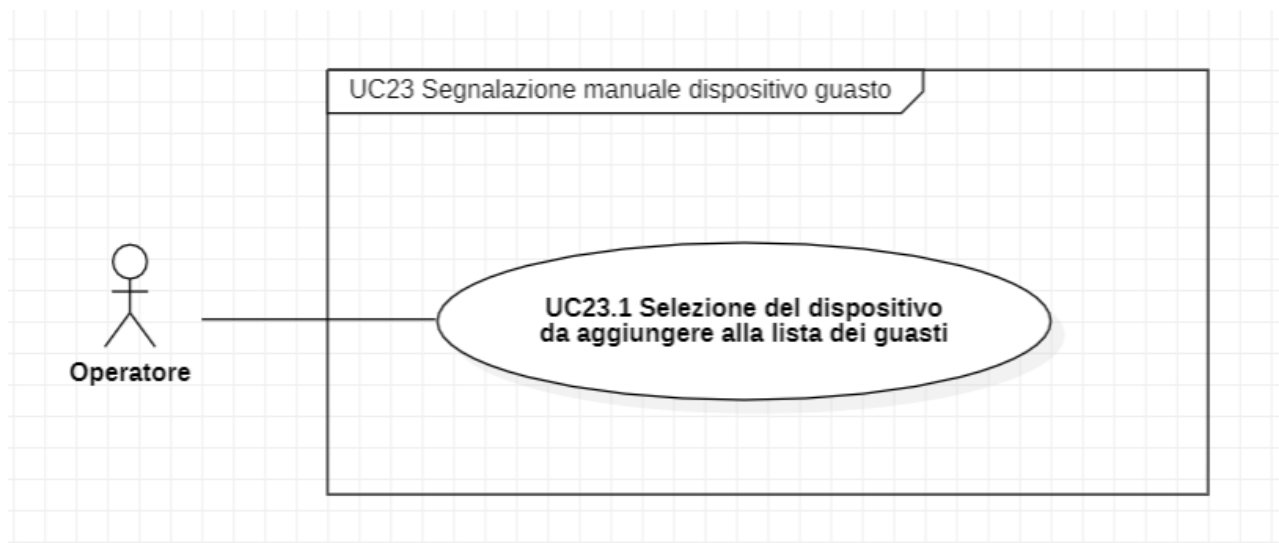 UC23 Segnalazione manuale dispositivo guasto
UC23.1 Selezione del dispositivo
da aggiungere alla lista dei guasti
Operatore